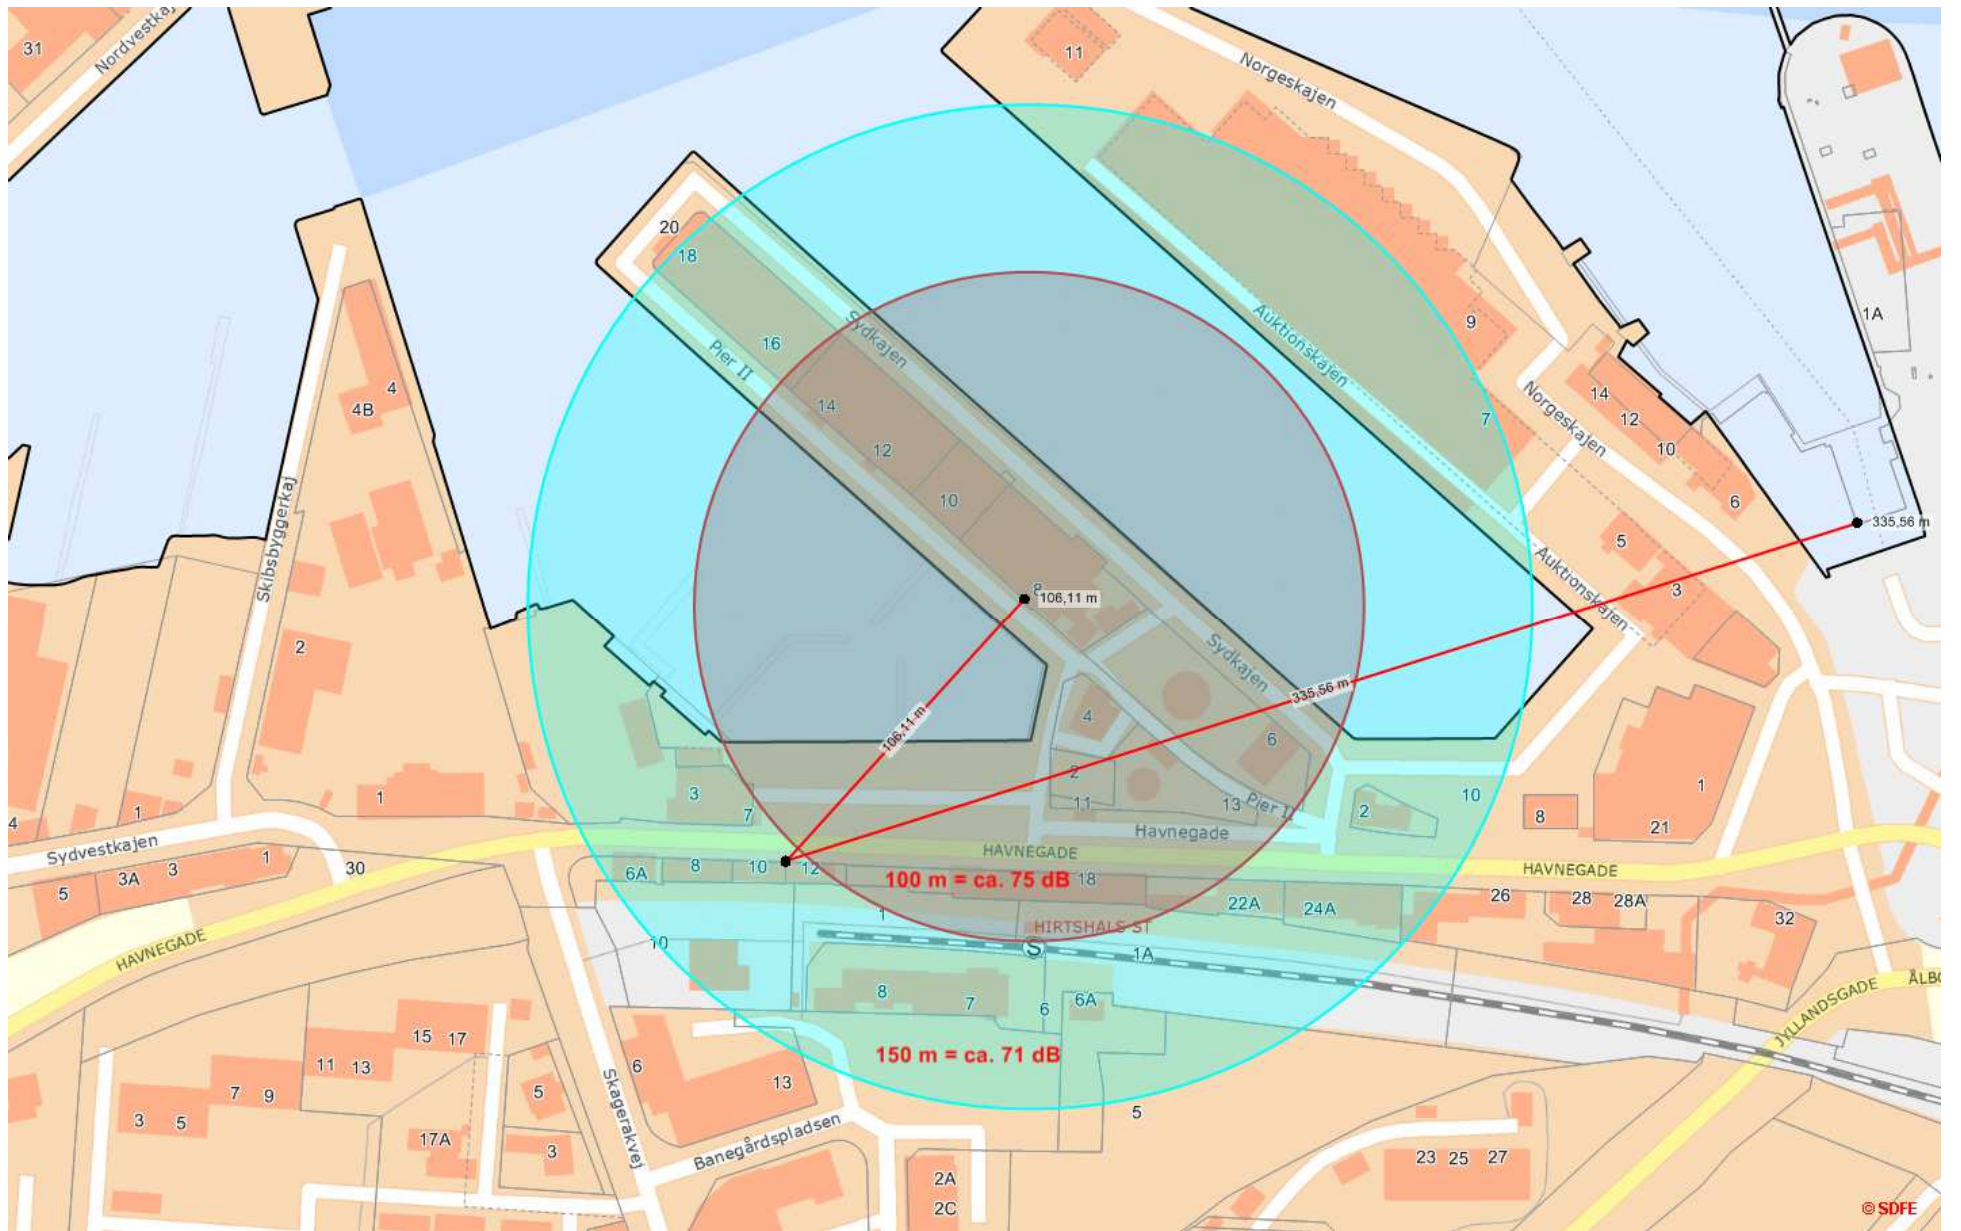 31
Nordvestkaj
11
Norgeskajen
20
18
16
Sydkajen
Pier II
14
12
10
Auktionskajen
9
7
1A
Norgeskajen
14
12
10
6
4
4B
Skibsbyggerkaj
335,56 m
5
3
Auktionskajen
8
106,11 m
2
Sydkajen
335,56 m
106,11 m
4
6
2
11
13
Pier II
Havnegade
3
7
1
1
4
2
10
8
1
21
Sydvestkajen
1
3
3A
5
30
HAVNEGADE
HAVNEGADE
6A
8
10
12
100 m = ca. 75 dB
18
22A
24A
26
28
28A
32
1
HIRTSHALS ST
S
1A
10
HAVNEGADE
8
7
6
6A
JYLLANDSGADE
ÅLBO
150 m = ca. 71 dB
15
17
11
13
7
9
3
5
5
17A
3
Skagerakvej
6
13
Banegårdspladsen
5
2A
2C
23
25
27
© SDFE